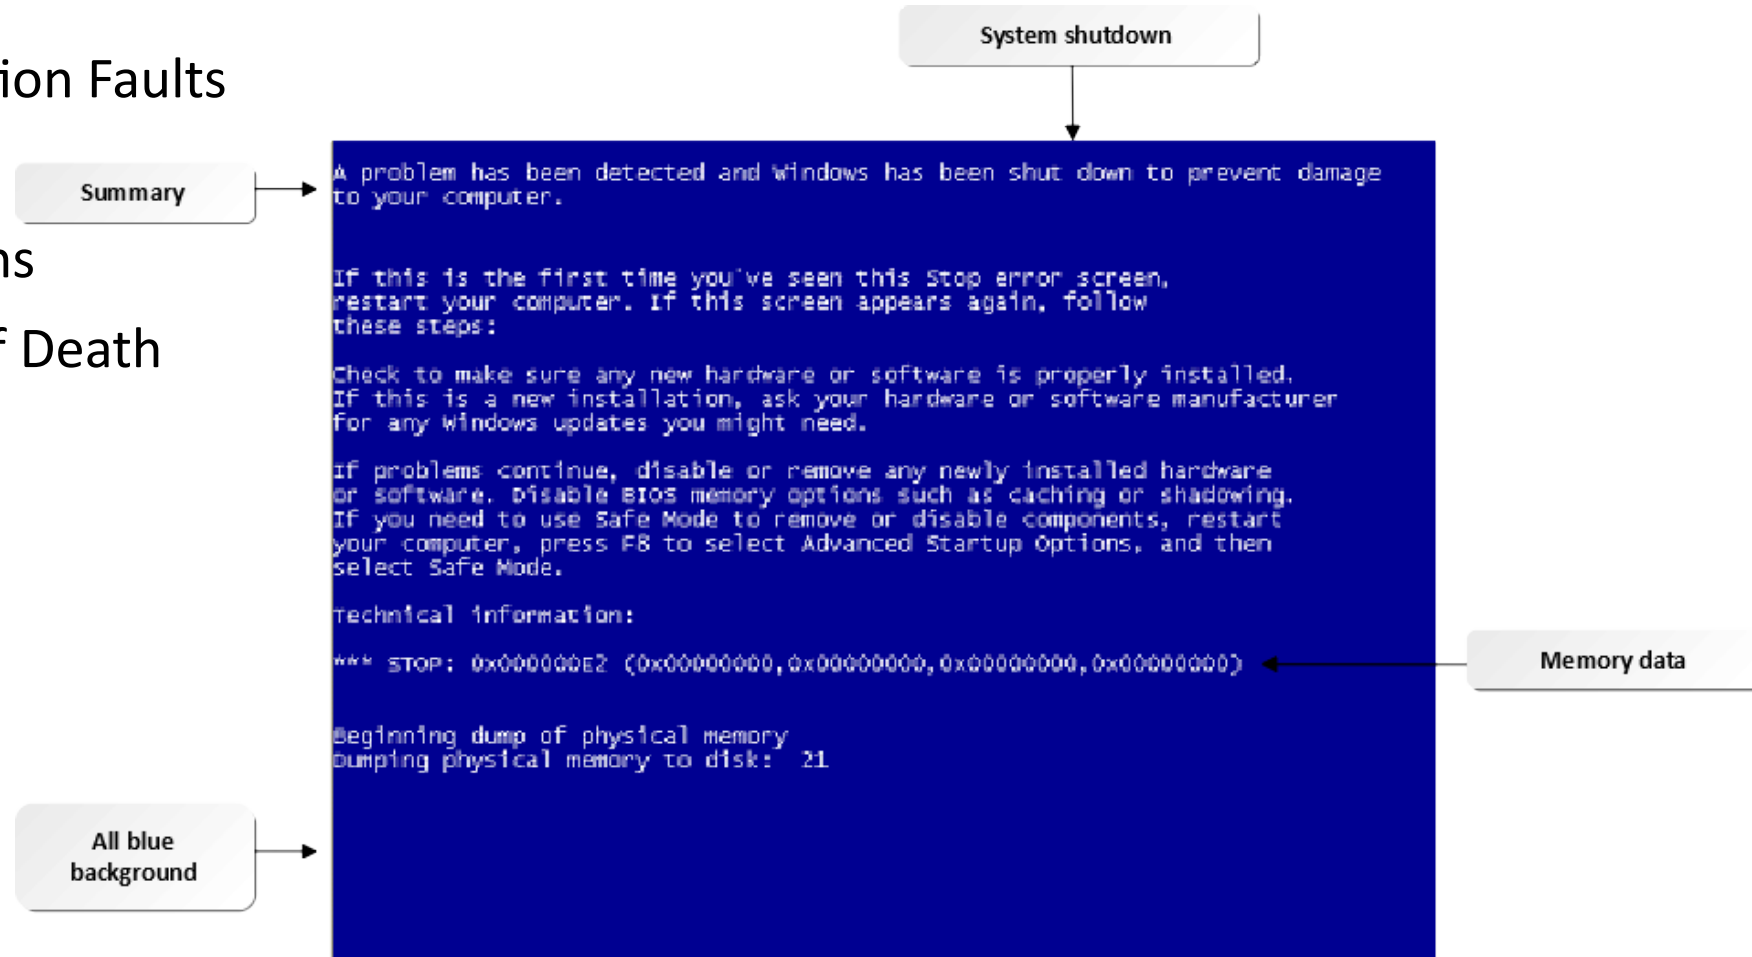 System shutdown
ion Faults
Summary
ns
f Death
A problem has been detected and Windows has been shut down to prevent damage
to your computer.
If this is the first time you've seen this Stop error screen,
restart your computer. If this screen appears again, follow
these steps:
Check to make sure any new hardware or software is properly installed.
If this is a new installation, ask your hardware or software manufacturer
for any Windows updates you might need.
If problems continue, disable or remove any newly installed hardware
or software. Disable BIOS memory options such as caching or shadowing.
If you need to use Safe Mode to remove or disable components, restart
your computer, press F8 to select Advanced Startup Options, and then
select Safe Mode.
Technical information:
*** STOP: 0x000000E2 (0x00000000,0x00000000,0x00000000,0x00000000)
Memory data
Beginning dump of physical memory
Dumping physical memory to disk: 21
All blue
background